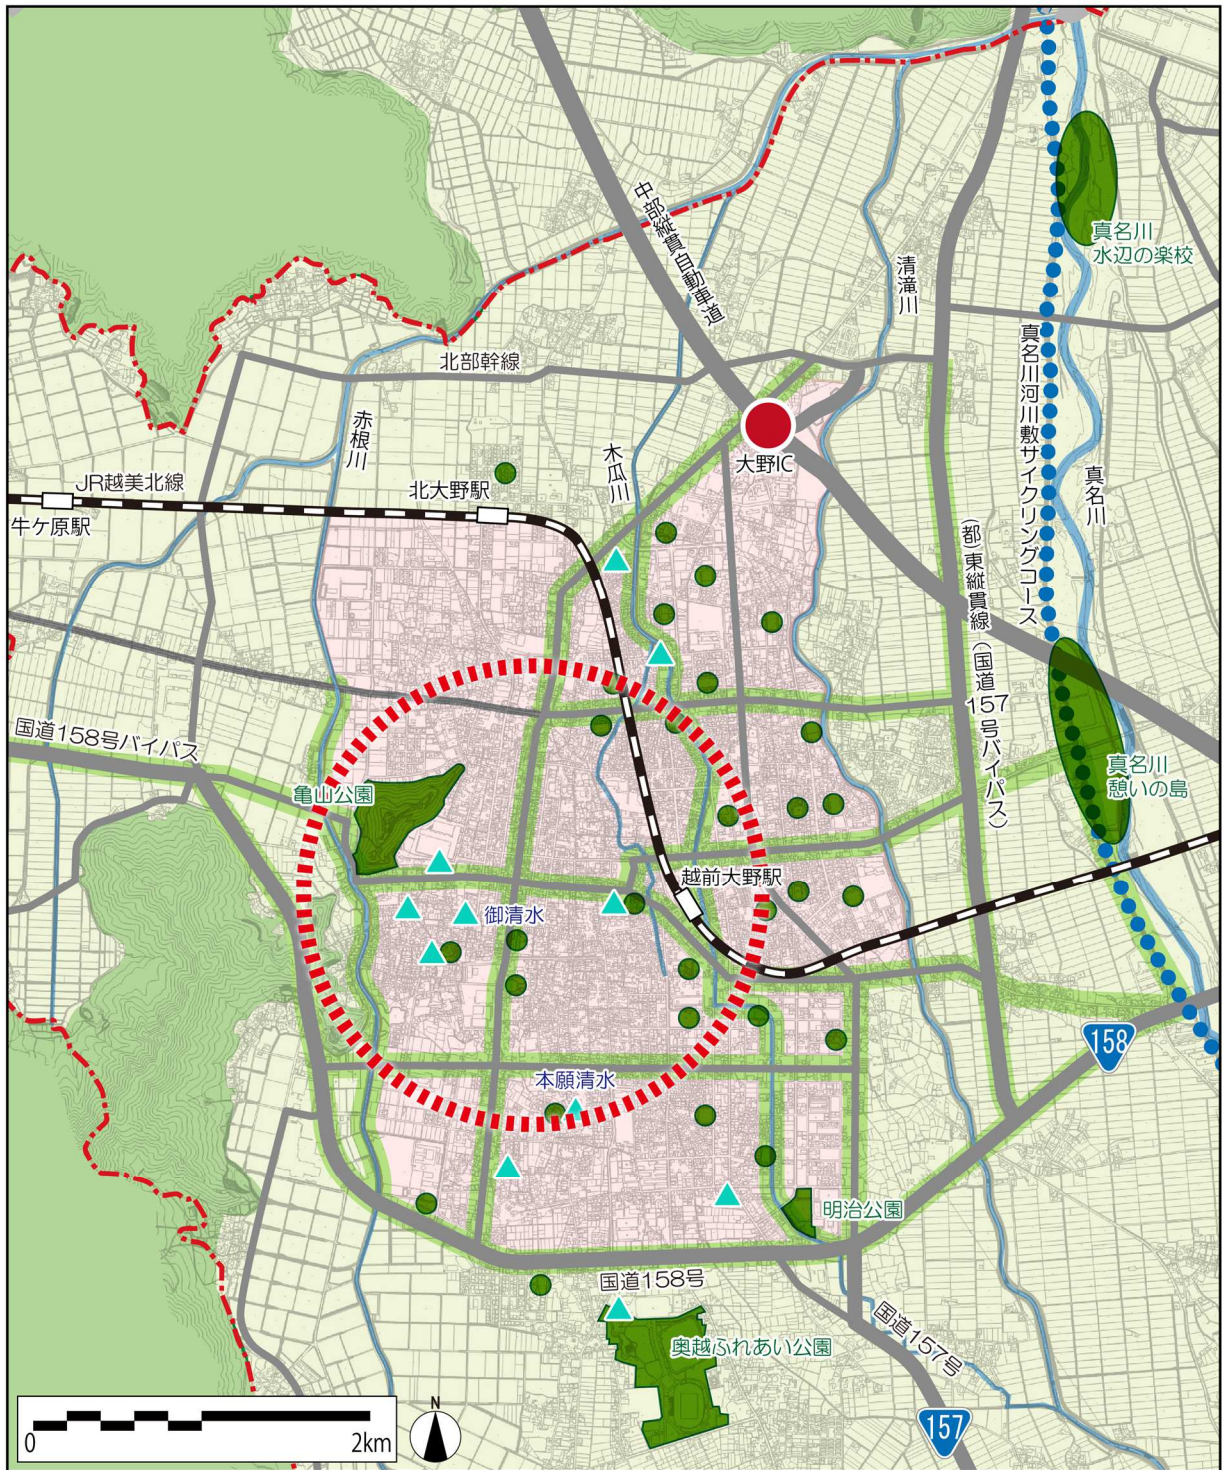 中部縦貫自動車道
真名川
水辺の楽校
清滝川
北部幹線
真名川河川敷サイクリングコース
赤根川
木瓜川
大野IC
JR越美北線
北大野駅
牛ケ原駅
真名川
(都)東縦貫線(国道157号バイパス)
国道158号バイパス
亀山公園
真名川
憩いの島
越前大野駅
御清水
158
本願清水
明治公園
国道158号
奥越ふれあい公園
国道157号
157
0
2km
N